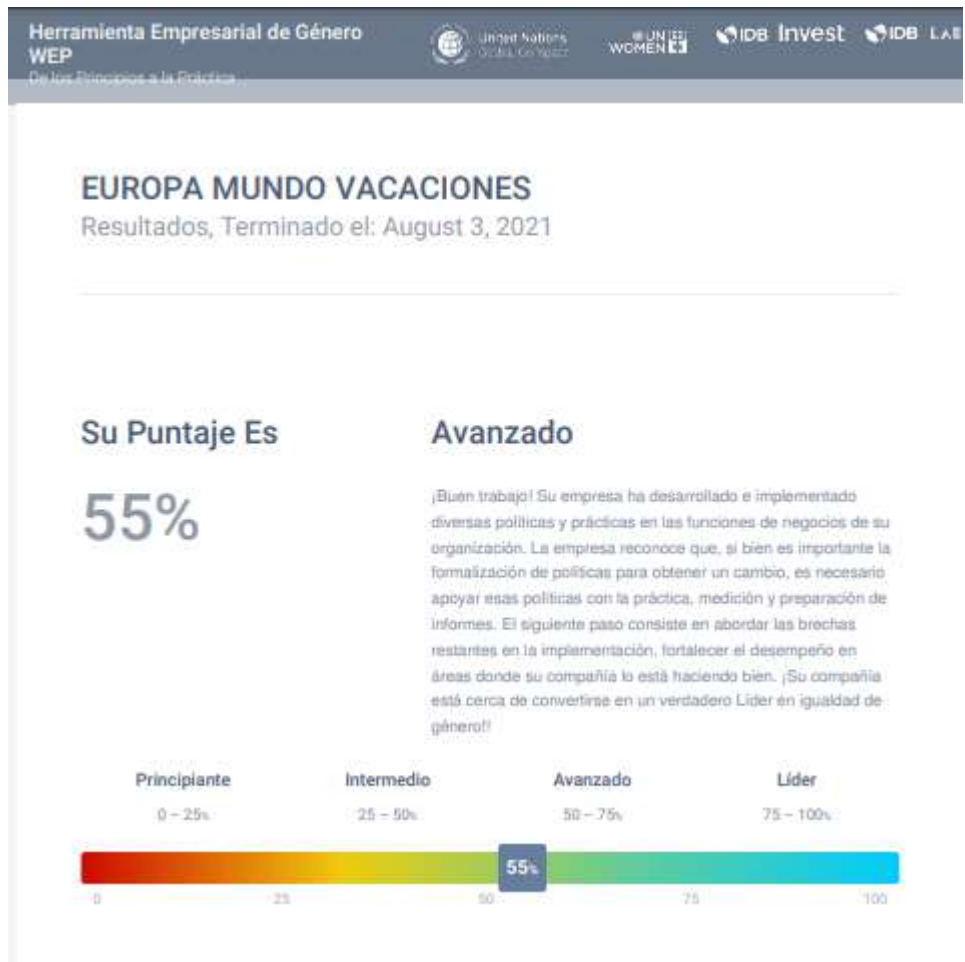 Herramienta Empresarial de Género
WEP
De los Principios a la Práctica
United Nations
Global Compact
UN
WOMEN
IDB Invest
IDB LAB
EUROPA MUNDO VACACIONES
Resultados, Terminado el: August 3, 2021
Su Puntaje Es
55%
Avanzado
¡Buen trabajo! Su empresa ha desarrollado e implementado
diversas políticas y prácticas en las funciones de negocios de su
organización. La empresa reconoce que, si bien es importante la
formalización de políticas para obtener un cambio, es necesario
apoyar esas políticas con la práctica, medición y preparación de
informes. El siguiente paso consiste en abordar las brechas
restantes en la implementación, fortalecer el desempeño en
áreas donde su compañía lo está haciendo bien. ¡Su compañía
está cerca de convertirse en un verdadero Líder en igualdad de
género!!
Principiante Intermedio Avanzado Líder
0 – 25% 25 – 50% 50 – 75% 75 – 100%
55%
0 25 50 75 100